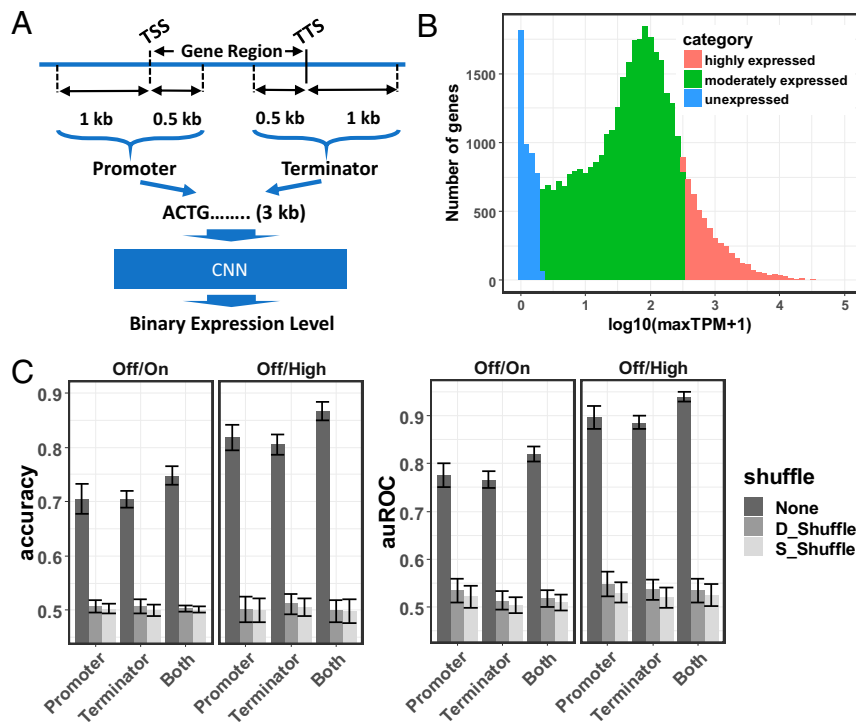 A
TSS
TTS
Gene Region
1 kb
0.5 kb
0.5 kb
1 kb
Promoter
Terminator
ACTG........ (3 kb)
CNN
Binary Expression Level
B
Number of genes
1500
1000
500
0
category
highly expressed
moderately expressed
unexpressed
0
1
2
3
4
5
log10(maxTPM+1)
C
Off/On
Off/High
accuracy
0.9
0.8
0.7
0.6
0.5
Promoter
Terminator
Both
Promoter
Terminator
Both
Off/On
Off/High
auROC
0.9
0.8
0.7
0.6
0.5
Promoter
Terminator
Both
Promoter
Terminator
Both
shuffle
None
D_Shuffle
S_Shuffle